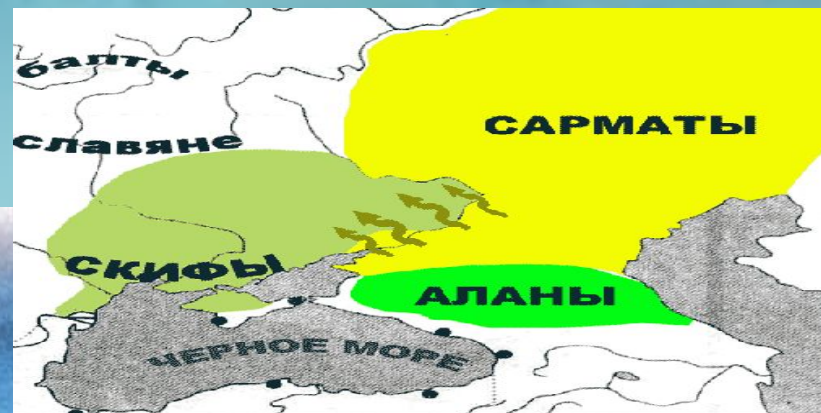 балты
САРМАТЫ
славяне
СКИФЫ
АЛАНЫ
ЧЕРНОЕ МОРЕ